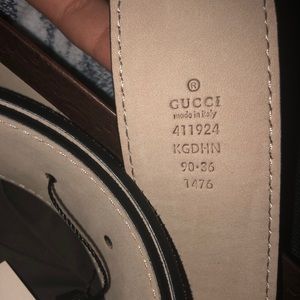 ®
GUCCI
made in Italy
411924
KGDHN
90·36
1476